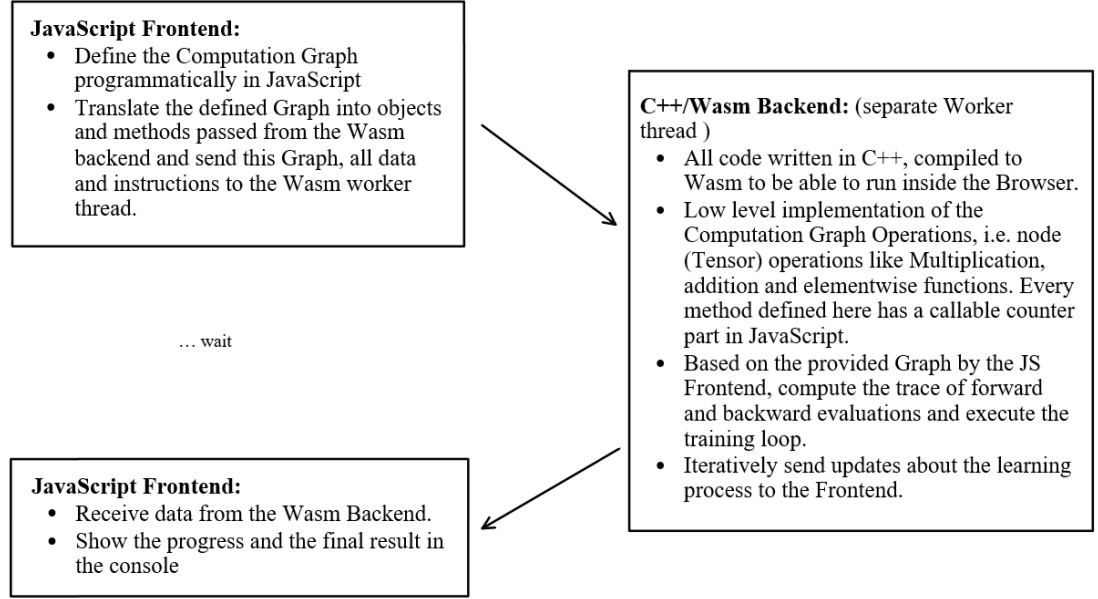 JavaScript Frontend:
• Define the Computation Graph
programmatically in JavaScript
• Translate the defined Graph into objects
and methods passed from the Wasm
backend and send this Graph, all data
and instructions to the Wasm worker
thread.
C++/Wasm Backend: (separate Worker
thread )
• All code written in C++, compiled to
Wasm to be able to run inside the Browser.
• Low level implementation of the
Computation Graph Operations, i.e. node
(Tensor) operations like Multiplication,
addition and elementwise functions. Every
method defined here has a callable counter
part in JavaScript.
• Based on the provided Graph by the JS
Frontend, compute the trace of forward
and backward evaluations and execute the
training loop.
• Iteratively send updates about the learning
process to the Frontend.
… wait
JavaScript Frontend:
• Receive data from the Wasm Backend.
• Show the progress and the final result in
the console